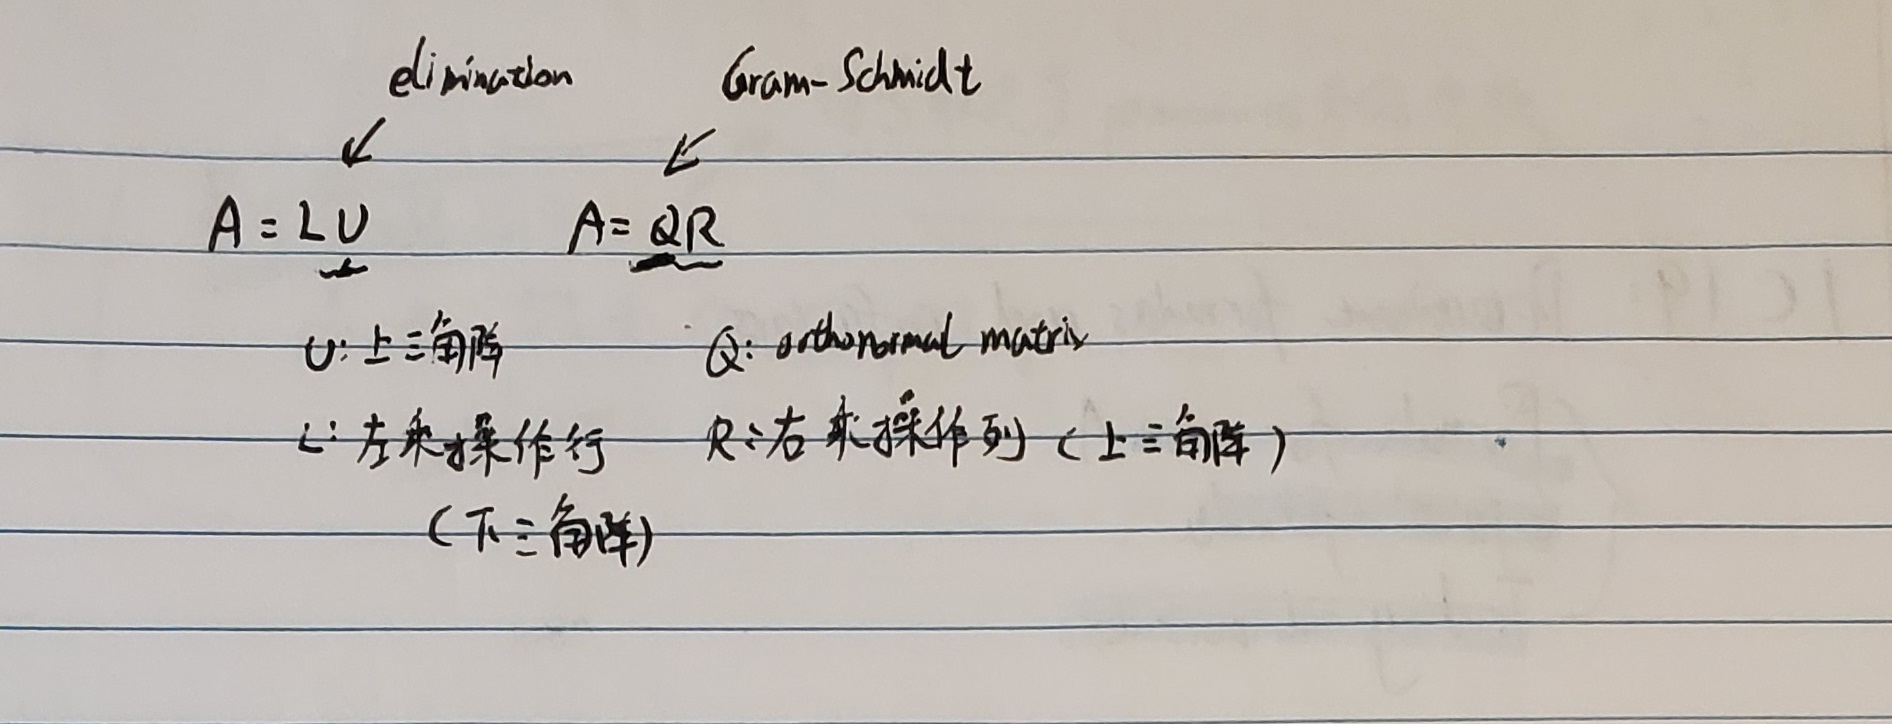 elimination Gram-Schmidt
A = LU A = QR
U: 上三角阵 Q: orthonormal matrix
L: 左乘操作行 R: 右乘操作列 (上三角阵)
(下三角阵)